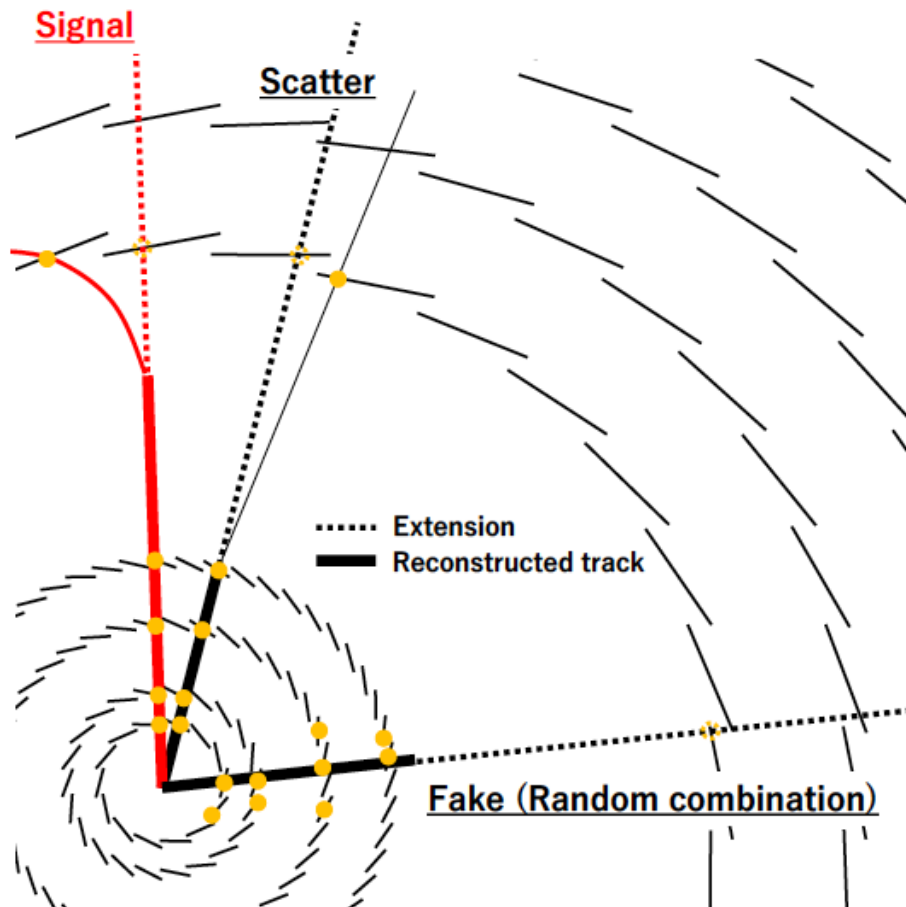 Signal
Scatter
Extension
Reconstructed track
Fake (Random combination)